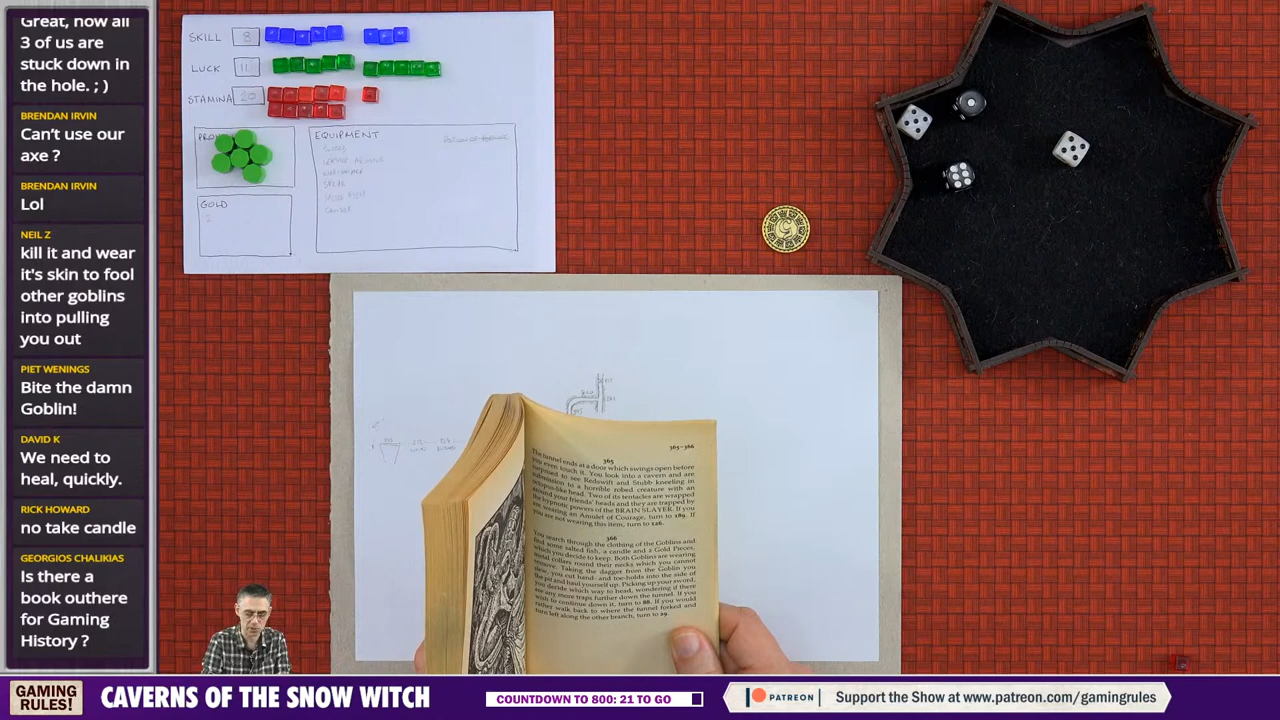 Great, now all
3 of us are
stuck down in
the hole. ; )
BRENDAN IRVIN
Can't use our
axe ?
BRENDAN IRVIN
Lol
NEIL Z
kill it and wear
it's skin to fool
other goblins
into pulling
you out
PIET WENINGS
Bite the damn
Goblin!
DAVID K
We need to
heal, quickly.
RICK HOWARD
no take candle
GEORGIOS CHALIKIAS
Is there a
book outhere
for Gaming
History ?
SKILL 8
LUCK 11
STAMINA 20
EQUIPMENT
GOLD
2
365-366
365
The tunnel ends at a door which swings open before
you even touch it. You look into a cavern and are
surprised to see Redswift and Stubb kneeling in
submission to a horrible robed creature with an
octopus-like head. Two of its tentacles are wrapped
around your friends' heads and they are trapped by
the hypnotic powers of the BRAIN SLAYER. If you
are wearing an Amulet of Courage, turn to 189. If
you are not wearing this item, turn to 126.
366
You search through the clothing of the Goblins and
find some salted fish, a candle and 2 Gold Pieces,
which you decide to keep. Both Goblins are wearing
metal collars round their necks which you cannot
remove. Taking the dagger from the Goblin you
slew, you cut hand- and toe-holds into the side of
the pit and haul yourself up. Picking up your sword,
you decide which way to head, wondering if there
are any more traps further down the tunnel. If you
wish to continue down it, turn to 88. If you would
rather walk back to where the tunnel forked and
turn left along the other branch, turn to 29.
GAMING
RULES!
CAVERNS OF THE SNOW WITCH
COUNTDOWN TO 800: 21 TO GO
PATREON
Support the Show at www.patreon.com/gamingrules